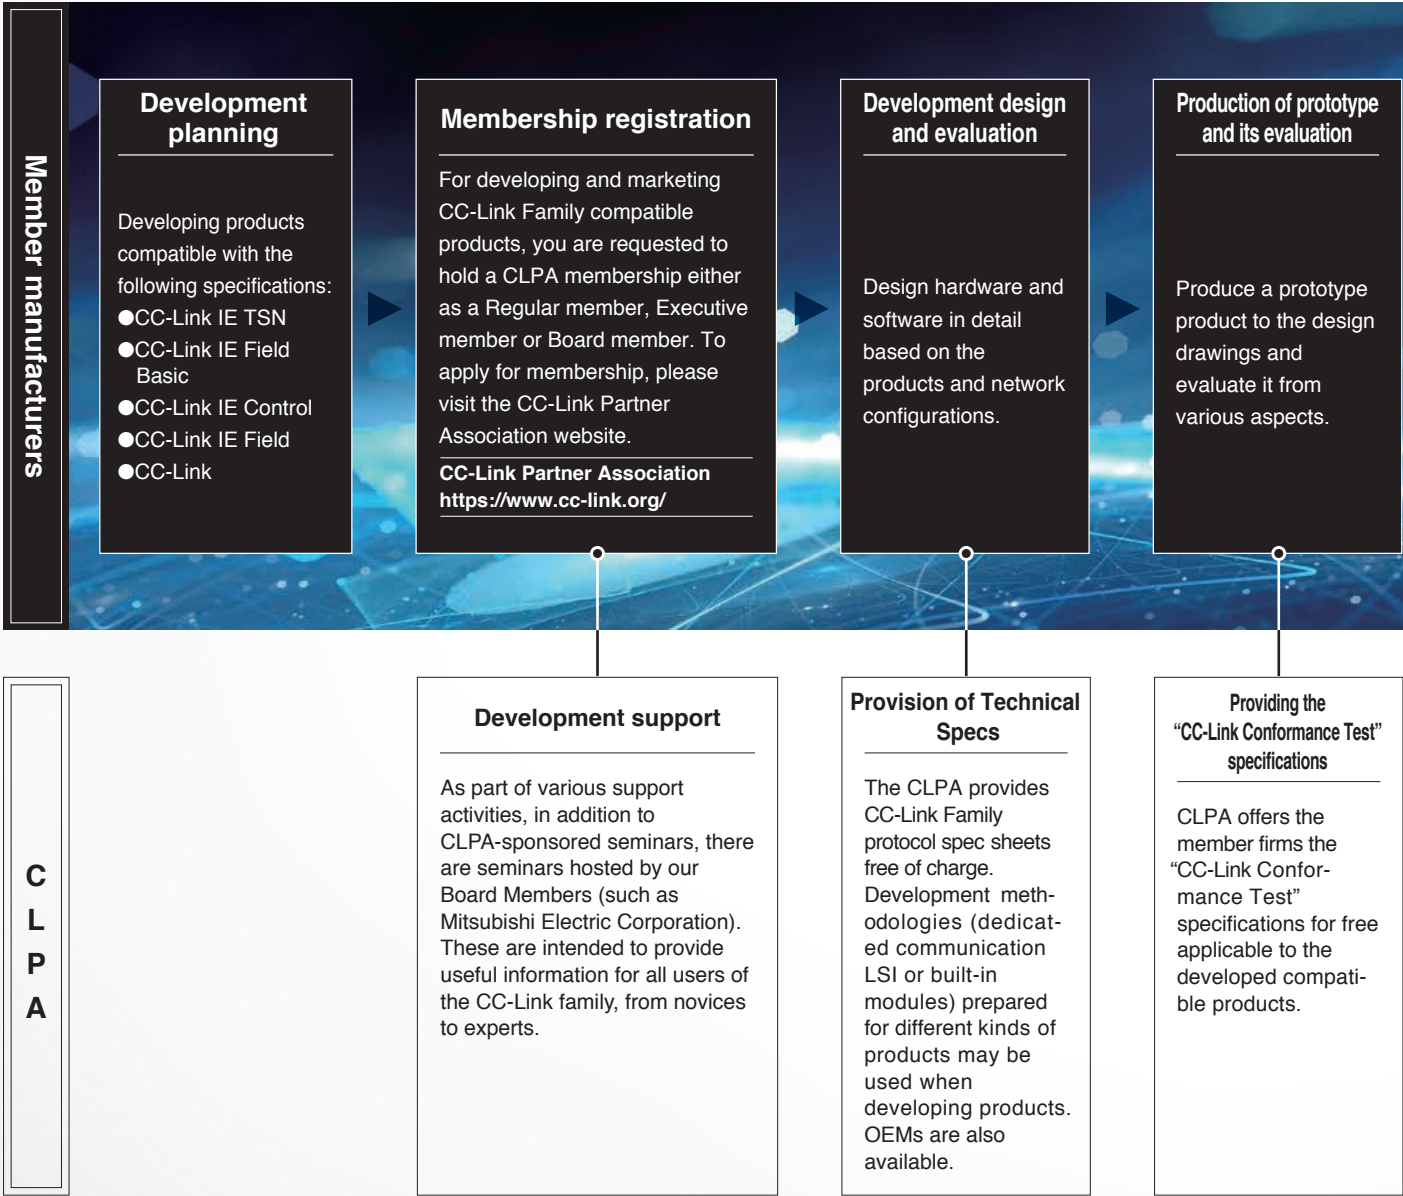 Member manufacturers
Development
planning
Developing products
compatible with the
following specifications:
●CC-Link IE TSN
●CC-Link IE Field
Basic
●CC-Link IE Control
●CC-Link IE Field
●CC-Link
Membership registration
For developing and marketing
CC-Link Family compatible
products, you are requested to
hold a CLPA membership either
as a Regular member, Executive
member or Board member. To
apply for membership, please
visit the CC-Link Partner
Association website.
CC-Link Partner Association
https://www.cc-link.org/
Development design
and evaluation
Design hardware and
software in detail
based on the
products and network
configurations.
Production of prototype
and its evaluation
Produce a prototype
product to the design
drawings and
evaluate it from
various aspects.
C
L
P
A
Development support
As part of various support
activities, in addition to
CLPA-sponsored seminars, there
are seminars hosted by our
Board Members (such as
Mitsubishi Electric Corporation).
These are intended to provide
useful information for all users of
the CC-Link family, from novices
to experts.
Provision of Technical
Specs
The CLPA provides
CC-Link Family
protocol spec sheets
free of charge.
Development meth-
odologies (dedicat-
ed communication
LSI or built-in
modules) prepared
for different kinds of
products may be
used when
developing products.
OEMs are also
available.
Providing the
“CC-Link Conformance Test”
specifications
CLPA offers the
member firms the
“CC-Link Confor-
mance Test”
specifications for free
applicable to the
developed compati-
ble products.